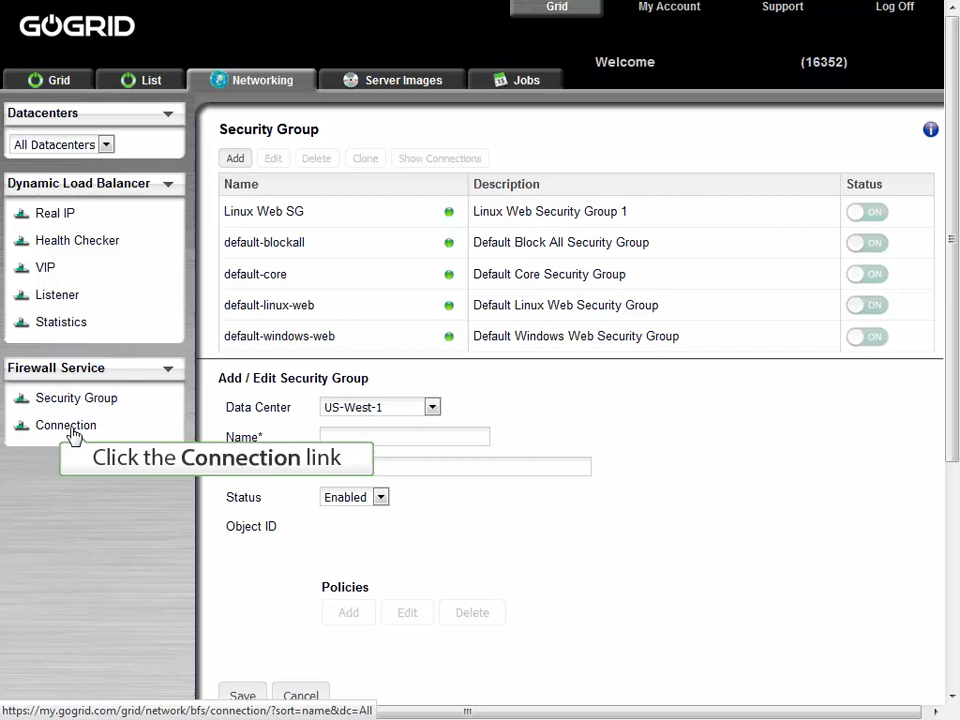 Grid My Account Support Log Off
GOGRID
Welcome (16352)
Grid List Networking Server Images Jobs
Datacenters
All Datacenters
Dynamic Load Balancer
Real IP
Health Checker
VIP
Listener
Statistics
Firewall Service
Security Group
Connection
Click the Connection link
Security Group
Add Edit Delete Clone Show Connections
Name Description Status
Linux Web SG Linux Web Security Group 1 ON
default-blockall Default Block All Security Group ON
default-core Default Core Security Group ON
default-linux-web Default Linux Web Security Group ON
default-windows-web Default Windows Web Security Group ON
Add / Edit Security Group
Data Center US-West-1
Name*
Status Enabled
Object ID
Policies
Add Edit Delete
Save Cancel
https://my.gogrid.com/grid/network/bfs/connection/?sort=name&dc=All